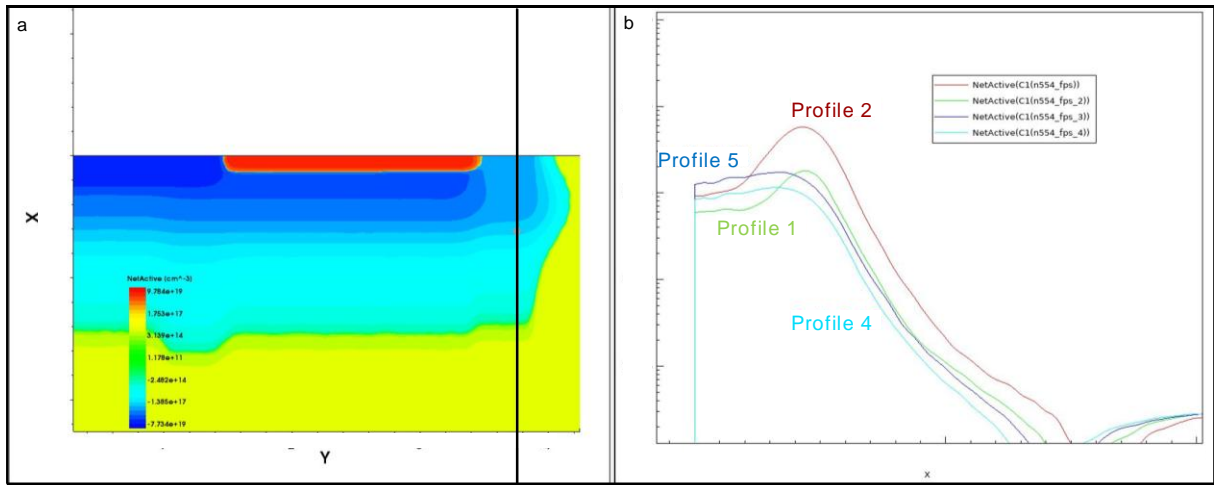 a
X
NetActive (cm^-3)
9.784e+19
1.753e+17
3.139e+14
1.178e+11
-2.482e+14
-1.385e+17
-7.734e+19
Y
b
NetActive(C1(n554_fps))
NetActive(C1(n554_fps_2))
NetActive(C1(n554_fps_3))
NetActive(C1(n554_fps_4))
Profile 2
Profile 5
Profile 1
Profile 4
x